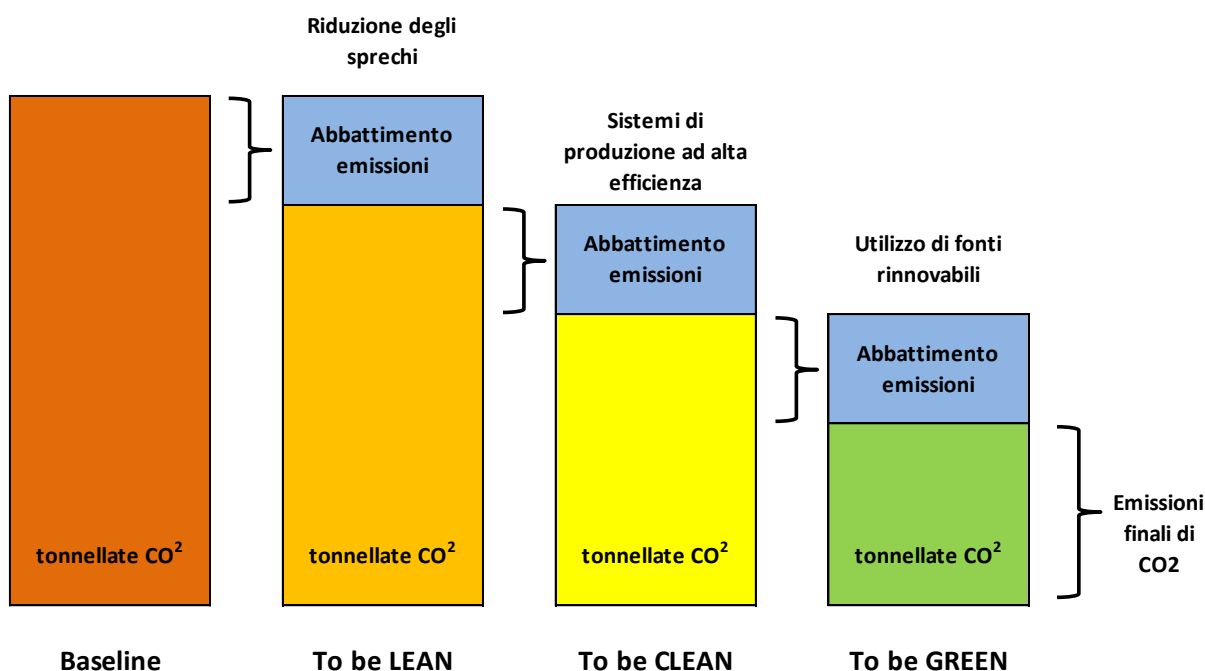 Riduzione degli
sprechi
Abbattimento
emissioni
Sistemi di
produzione ad alta
efficienza
Abbattimento
emissioni
Utilizzo di fonti
rinnovabili
Abbattimento
emissioni
tonnellate CO²
tonnellate CO²
tonnellate CO²
tonnellate CO²
Emissioni
finali di
CO2
Baseline
To be LEAN
To be CLEAN
To be GREEN